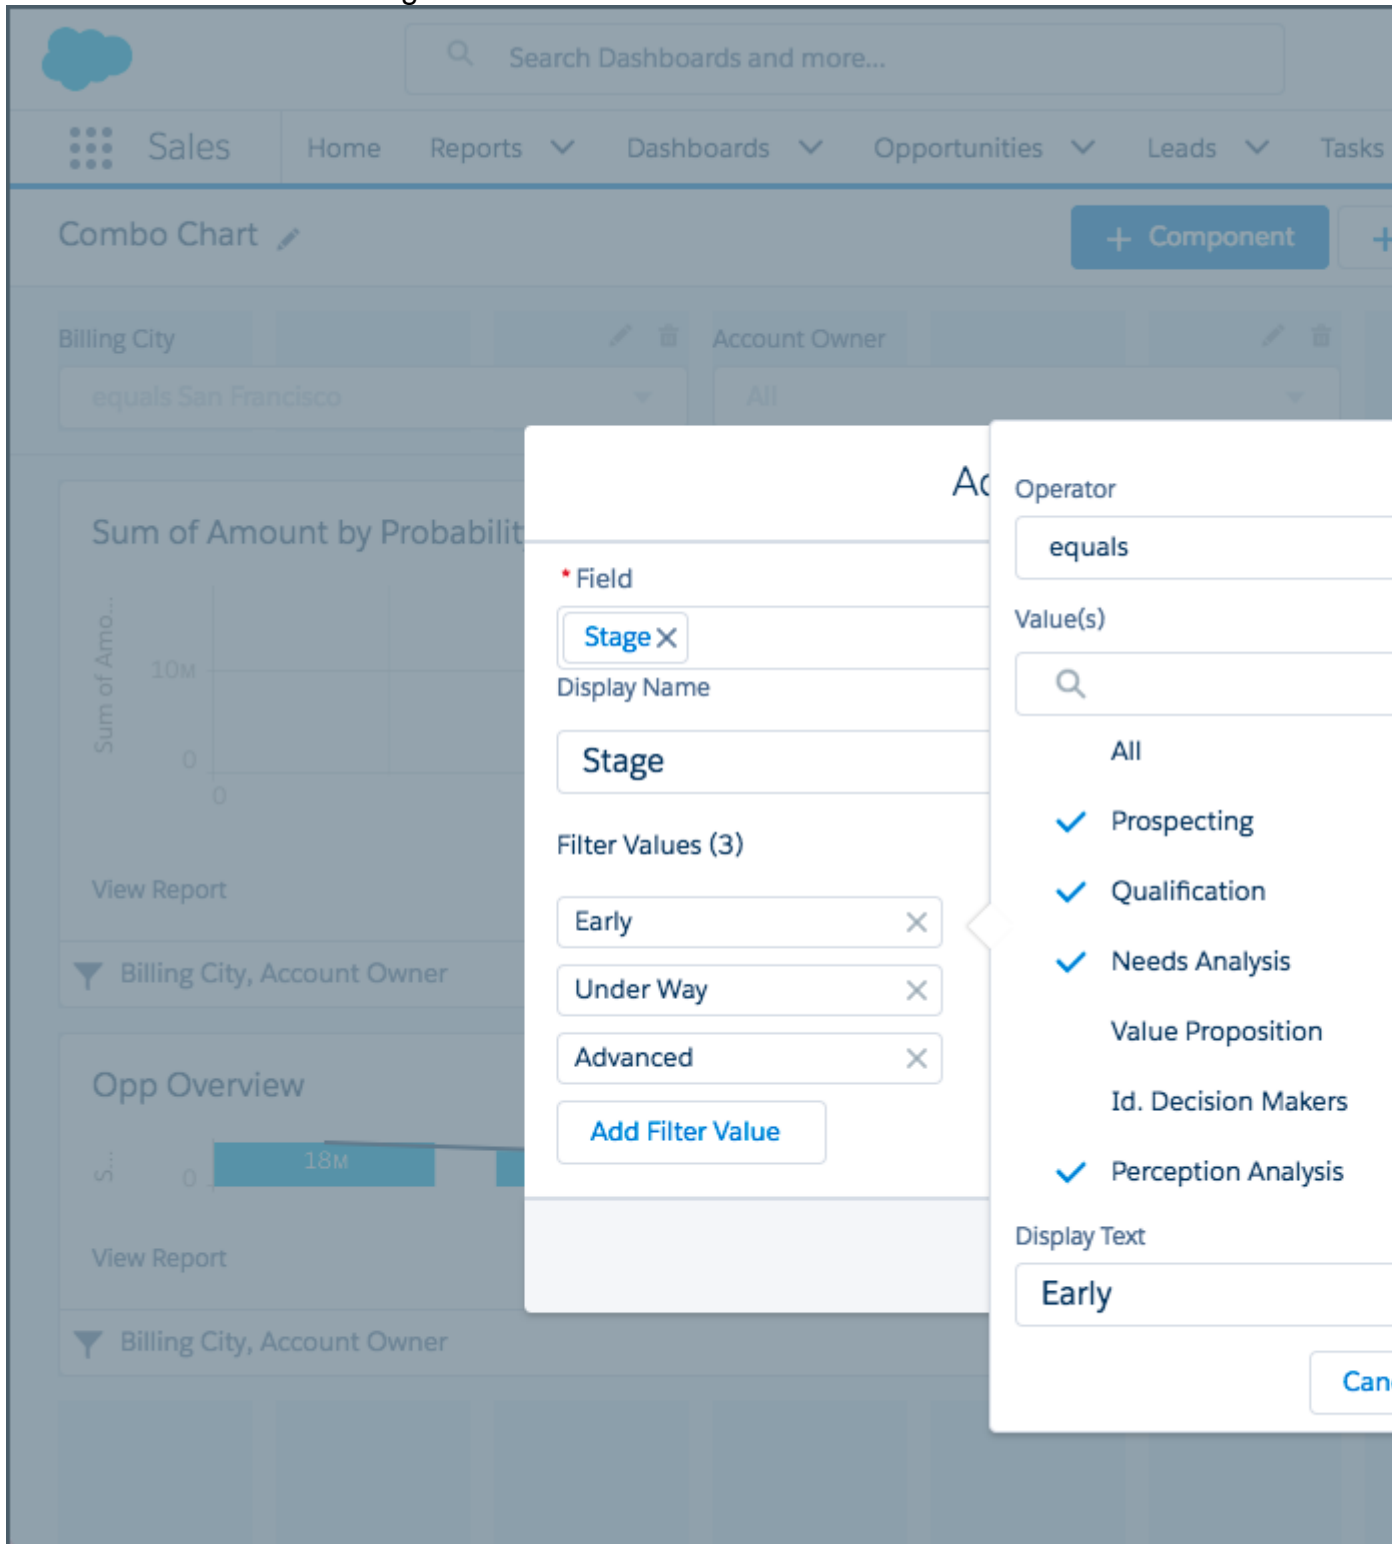 Search Dashboards and more...
Sales Home Reports Dashboards Opportunities Leads Tasks
Combo Chart
+ Component +
Billing City Account Owner
equals San Francisco All
Sum of Amount by Probabilit
Sum of Amo...
10M
0
0
View Report
Billing City, Account Owner
Opp Overview
S...
0
18M
View Report
Billing City, Account Owner
* Field
Stage
Display Name
Stage
Filter Values (3)
Early
Under Way
Advanced
Add Filter Value
Operator
equals
Value(s)
All
Prospecting
Qualification
Needs Analysis
Value Proposition
Id. Decision Makers
Perception Analysis
Display Text
Early